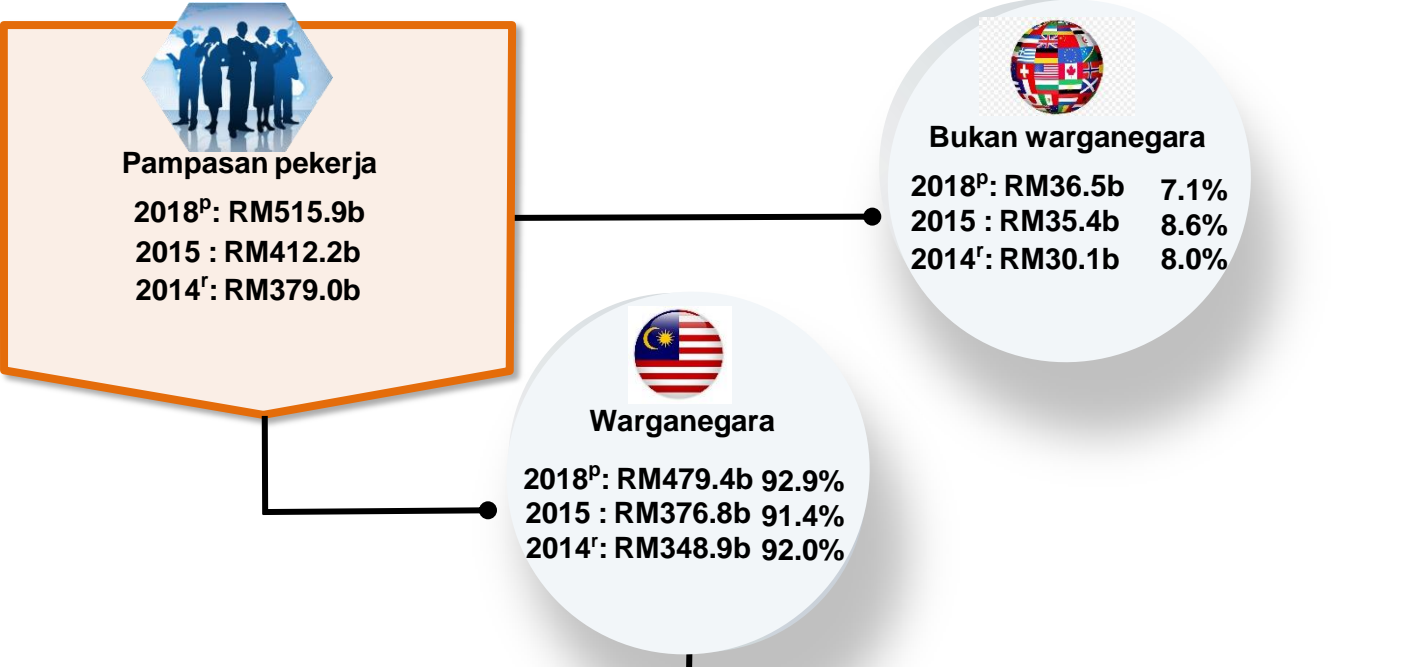 Pampasan pekerja
2018ᵖ: RM515.9b
2015 : RM412.2b
2014ʳ: RM379.0b
Bukan warganegara
2018ᵖ: RM36.5b 7.1%
2015 : RM35.4b 8.6%
2014ʳ: RM30.1b 8.0%
Warganegara
2018ᵖ: RM479.4b 92.9%
2015 : RM376.8b 91.4%
2014ʳ: RM348.9b 92.0%